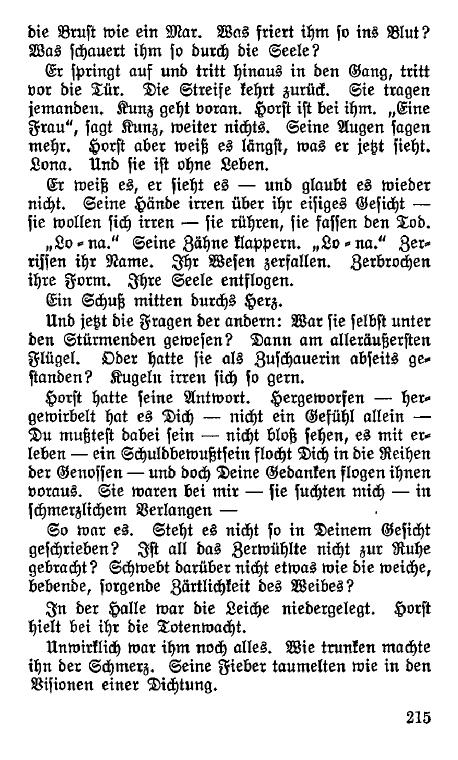 die Brust wie ein Mar. Was friert ihm so ins Blut?
Was schauert ihm so durch die Seele?
Er springt auf und tritt hinaus in den Gang, tritt
vor die Tür. Die Streife kehrt zurück. Sie tragen
jemanden. Kunz geht voran. Horst ist bei ihm. „Eine
Frau“, sagt Kunz, weiter nichts. Seine Augen sagen
mehr. Horst aber weiß es längst, was er jetzt sieht.
Lona. Und sie ist ohne Leben.
Er weiß es, er sieht es — und glaubt es wieder
nicht. Seine Hände irren über ihr eisiges Gesicht —
sie wollen sich irren — sie rühren, sie fassen den Tod.
„Lo-na.“ Seine Zähne klappern. „Lo-na.“ Zer-
rissen ihr Name. Ihr Wesen zerfallen. Zerbrochen
ihre Form. Ihre Seele entflogen.
Ein Schuß mitten durchs Herz.
Und jetzt die Fragen der andern: War sie selbst unter
den Stürmenden gewesen? Dann am alleräußersten
Flügel. Oder hatte sie als Zuschauerin abseits ge-
standen? Kugeln irren sich so gern.
Horst hatte seine Antwort. Hergeworfen — her-
gewirbelt hat es Dich — nicht ein Gefühl allein —
Du mußtest dabei sein — nicht bloß sehen, es mit er-
leben — ein Schuldbewußtsein flocht Dich in die Reihen
der Genossen — und doch Deine Gedanken flogen ihnen
voraus. Sie waren bei mir — sie suchten mich — in
schmerzlichem Verlangen —
So war es. Steht es nicht so in Deinem Gesicht
geschrieben? Ist all das Zerwühlte nicht zur Ruhe
gebracht? Schwebt darüber nicht etwas wie die weiche,
bebende, sorgende Zärtlichkeit des Weibes?
In der Halle war die Leiche niedergelegt. Horst
hielt bei ihr die Totenwacht.
Unwirklich war ihm noch alles. Wie trunken machte
ihn der Schmerz. Seine Fieber taumelten wie in den
Visionen einer Dichtung.
215